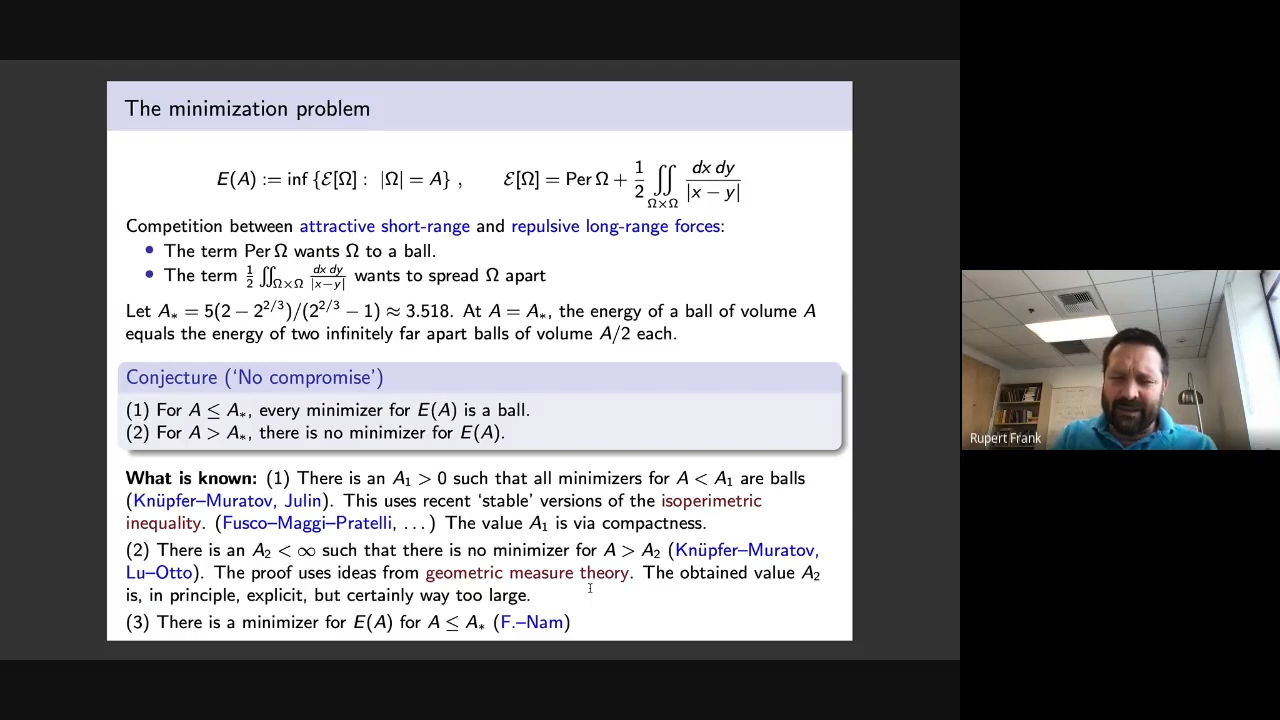 The minimization problem
E(A) := inf {ℰ[Ω] : |Ω| = A} , ℰ[Ω] = Per Ω + 1/2 ∬_{Ω×Ω} dx dy / |x − y|
Competition between attractive short-range and repulsive long-range forces:
• The term Per Ω wants Ω to a ball.
• The term 1/2 ∬_{Ω×Ω} dx dy/|x−y| wants to spread Ω apart
Let A_* = 5(2 − 2^{2/3})/(2^{2/3} − 1) ≈ 3.518. At A = A_*, the energy of a ball of volume A
equals the energy of two infinitely far apart balls of volume A/2 each.
Conjecture (‘No compromise’)
(1) For A ≤ A_*, every minimizer for E(A) is a ball.
(2) For A > A_*, there is no minimizer for E(A).
What is known: (1) There is an A_1 > 0 such that all minimizers for A < A_1 are balls
(Knüpfer–Muratov, Julin). This uses recent ‘stable’ versions of the isoperimetric
inequality. (Fusco–Maggi–Pratelli, . . . ) The value A_1 is via compactness.
(2) There is an A_2 < ∞ such that there is no minimizer for A > A_2 (Knüpfer–Muratov,
Lu–Otto). The proof uses ideas from geometric measure theory. The obtained value A_2
is, in principle, explicit, but certainly way too large.
(3) There is a minimizer for E(A) for A ≤ A_* (F.–Nam)
Rupert Frank